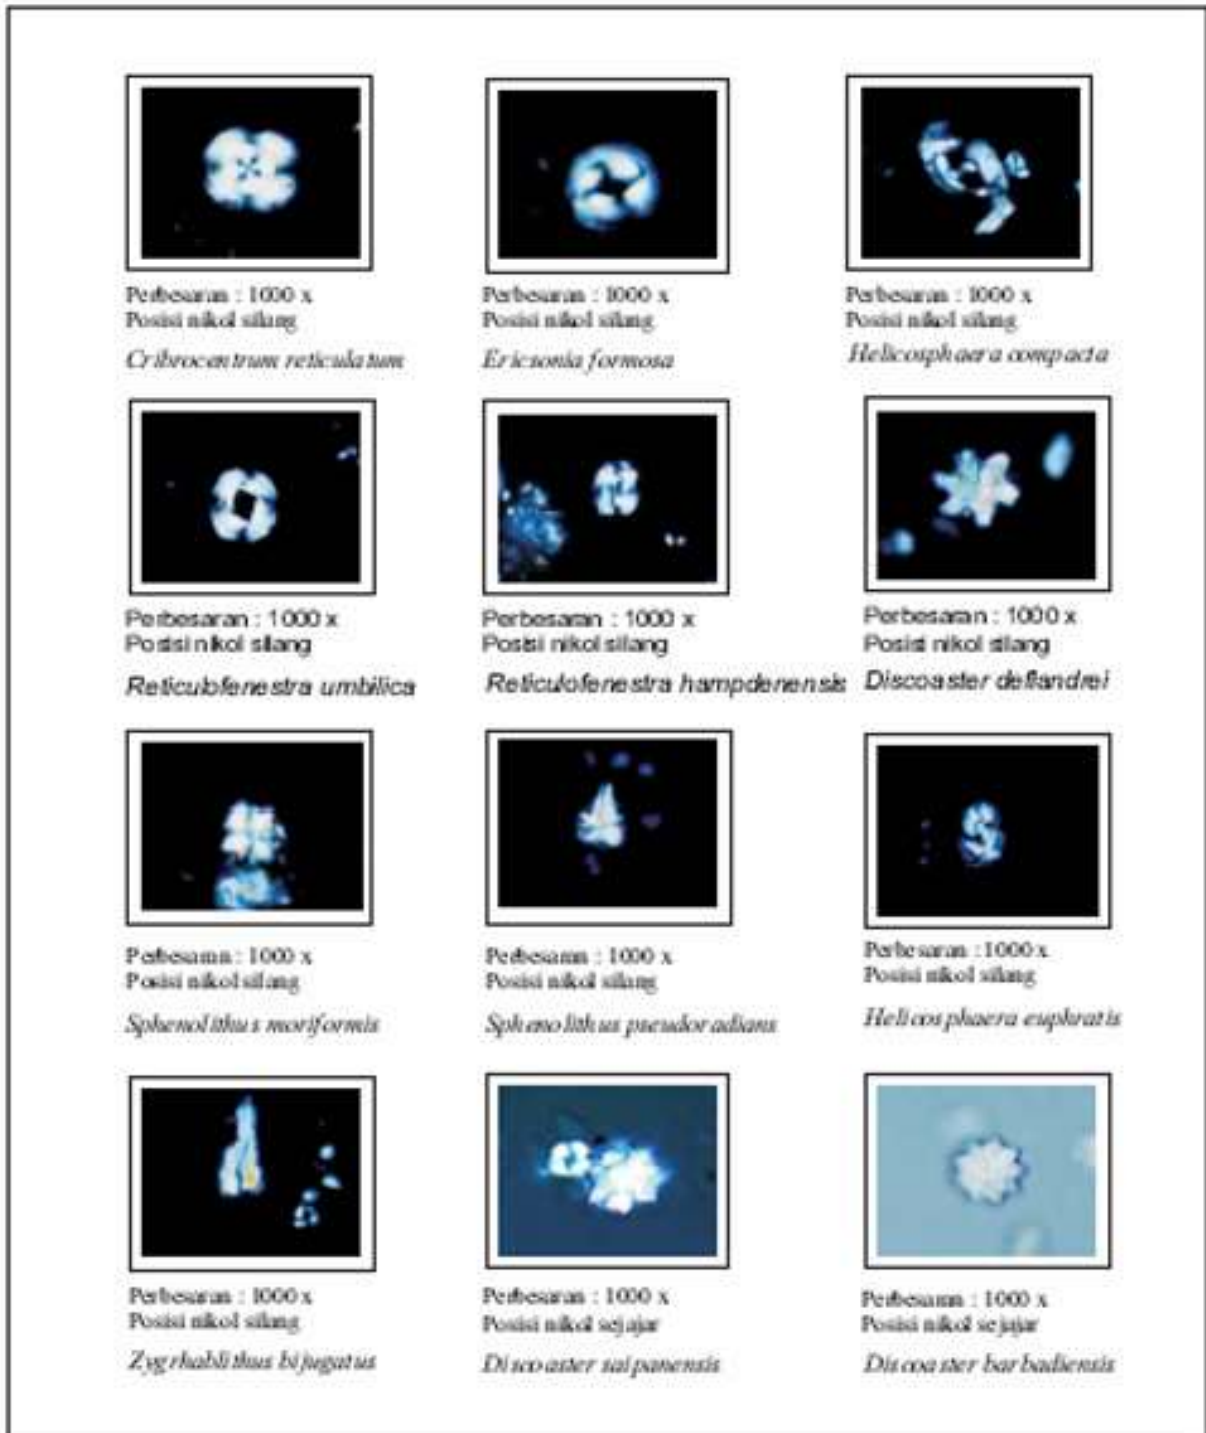 Perbesaran : 1000 x
Posisi nikol silang
Cribrocentrum reticulatum
Perbesaran : 1000 x
Posisi nikol silang
Ericsonia formosa
Perbesaran : 1000 x
Posisi nikol silang
Helicosphaera compacta
Perbesaran : 1000 x
Posisi nikol silang
Reticulofenestra umbilica
Perbesaran : 1000 x
Posisi nikol silang
Reticulofenestra hampdenensis
Perbesaran : 1000 x
Posisi nikol silang
Discoaster deflandrei
Perbesaran : 1000 x
Posisi nikol silang
Sphenolithus moriformis
Perbesaran : 1000 x
Posisi nikol silang
Sphenolithus pseudoradians
Perbesaran : 1000 x
Posisi nikol silang
Helicosphaera euphratis
Perbesaran : 1000 x
Posisi nikol silang
Zygrhablithus bijugatus
Perbesaran : 1000 x
Posisi nikol sejajar
Discoaster saipanensis
Perbesaran : 1000 x
Posisi nikol sejajar
Discoaster barbadiensis